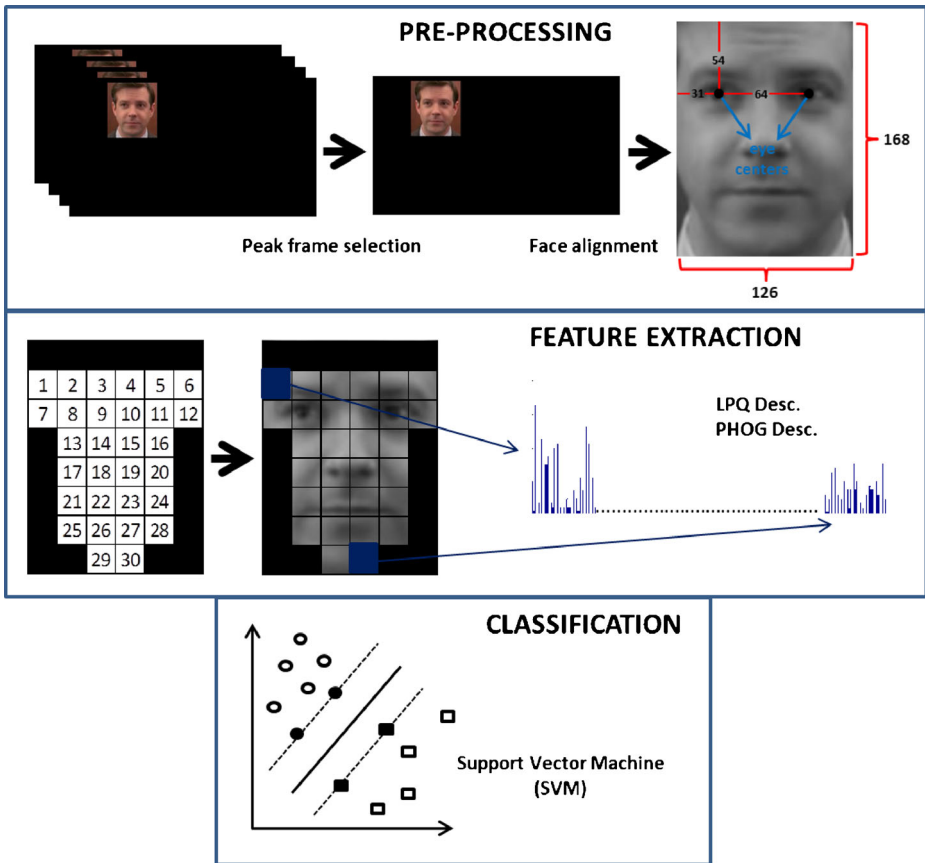 PRE-PROCESSING
54
31
64
eye
centers
168
126
Peak frame selection
Face alignment
FEATURE EXTRACTION
1 2 3 4 5 6
7 8 9 10 11 12
13 14 15 16
17 18 19 20
21 22 23 24
25 26 27 28
29 30
LPQ Desc.
PHOG Desc.
CLASSIFICATION
Support Vector Machine
(SVM)